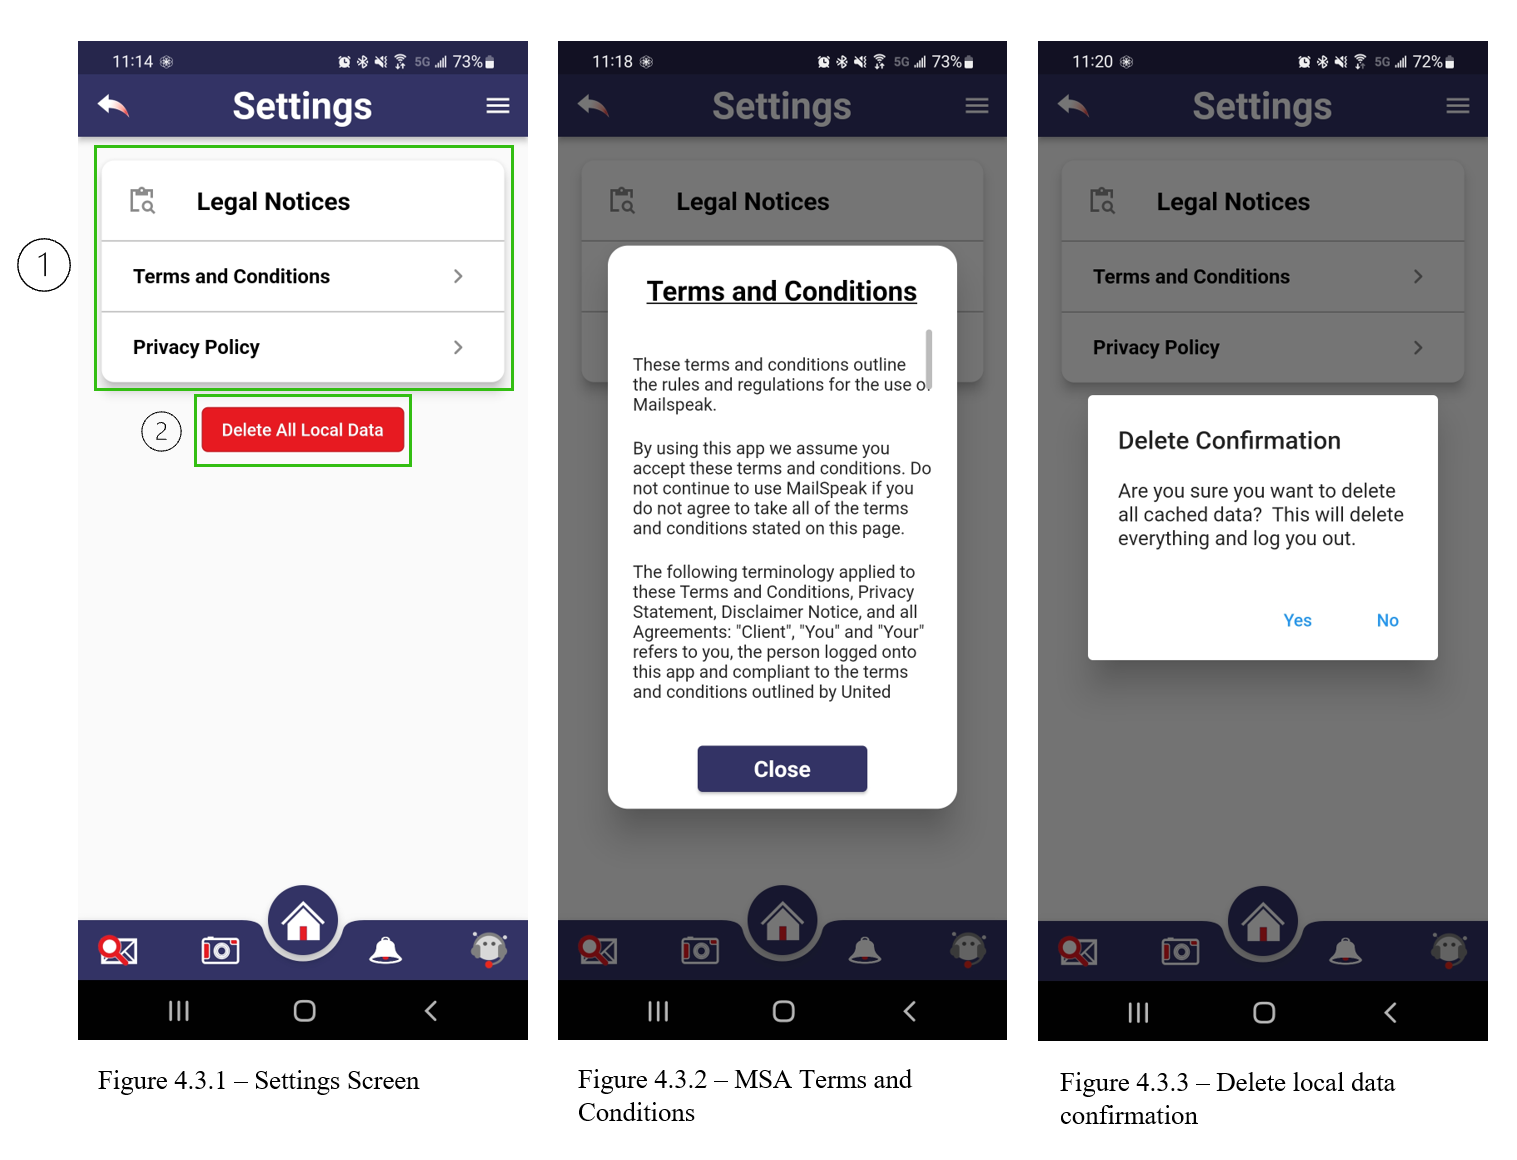 11:14
5G
73%
Settings
Legal Notices
Terms and Conditions
Privacy Policy
1
2
Delete All Local Data
Figure 4.3.1 – Settings Screen
11:18
5G
73%
Settings
Legal Notices
Terms and Conditions
These terms and conditions outline
the rules and regulations for the use of
Mailspeak.
By using this app we assume you
accept these terms and conditions. Do
not continue to use MailSpeak if you
do not agree to take all of the terms
and conditions stated on this page.
The following terminology applied to
these Terms and Conditions, Privacy
Statement, Disclaimer Notice, and all
Agreements: "Client", "You" and "Your"
refers to you, the person logged onto
this app and compliant to the terms
and conditions outlined by United
Close
Figure 4.3.2 – MSA Terms and
Conditions
11:20
5G
72%
Settings
Legal Notices
Terms and Conditions
Privacy Policy
Delete Confirmation
Are you sure you want to delete
all cached data?  This will delete
everything and log you out.
Yes
No
Figure 4.3.3 – Delete local data
confirmation